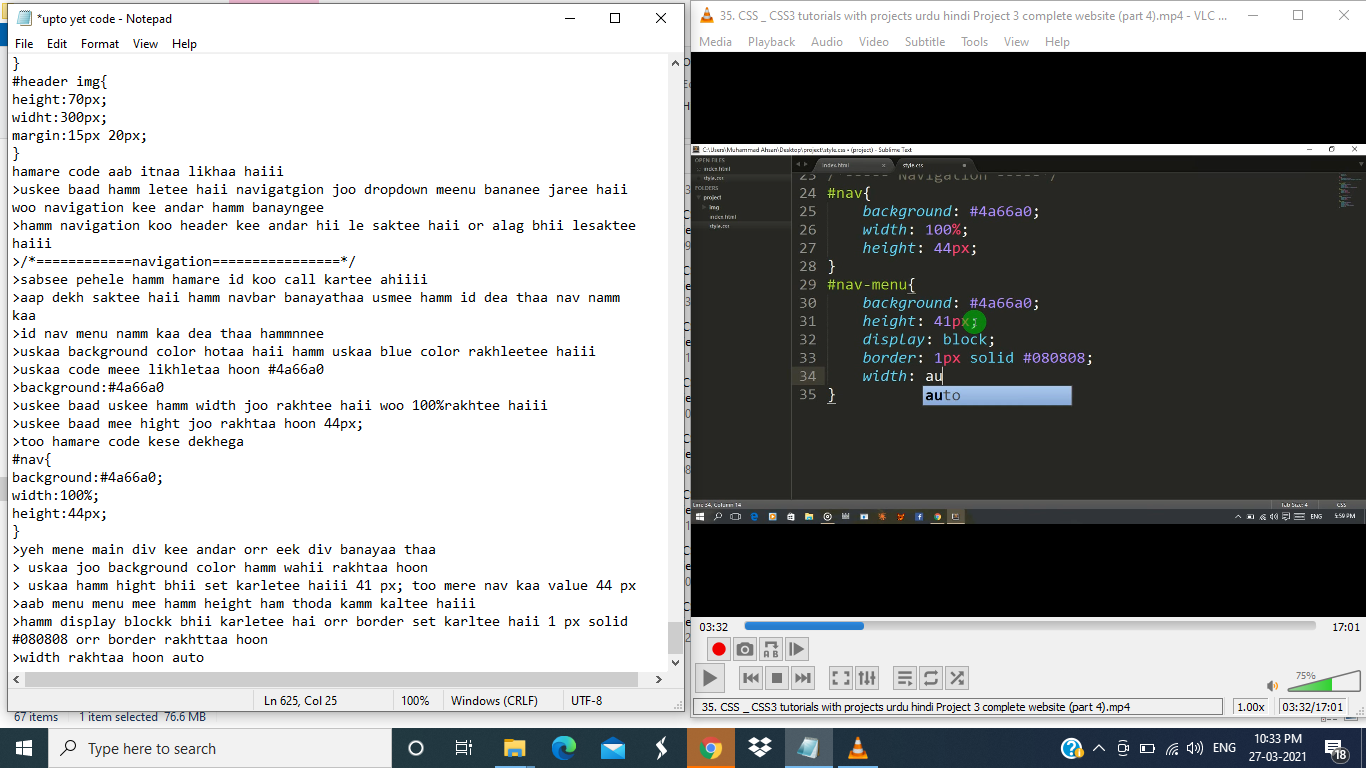 *upto yet code - Notepad
File Edit Format View Help
}
#header img{
height:70px;
widht:300px;
margin:15px 20px;
}
hamare code aab itnaa likhaa haiii
>uskee baad hamm letee haii navigatgion joo dropdown meenu bananee jaree haii
woo navigation kee andar hamm banayngee
>hamm navigation koo header kee andar hii le saktee haii or alag bhii lesaktee
haiii
>/*============navigation================*/
>sabsee pehele hamm hamare id koo call kartee ahiiii
>aap dekh saktee haii hamm navbar banayathaa usmee hamm id dea thaa nav namm
kaa
>id nav menu namm kaa dea thaa hammnnee
>uskaa background color hotaa haii hamm uskaa blue color rakhleetee haiii
>uskaa code meee likhletaa hoon #4a66a0
>background:#4a66a0
>uskee baad uskee hamm width joo rakhtee haii woo 100%rakhtee haiii
>uskee baad mee hight joo rakhtaa hoon 44px;
>too hamare code kese dekhega
#nav{
background:#4a66a0;
width:100%;
height:44px;
}
>yeh mene main div kee andar orr eek div banayaa thaa
> uskaa joo background color hamm wahii rakhtaa hoon
> uskaa hamm hight bhii set karletee haiii 41 px; too mere nav kaa value 44 px
>aab menu menu mee hamm height ham thoda kamm kaltee haiii
>hamm display blockk bhii karletee hai orr border set karltee haii 1 px solid
#080808 orr border rakhttaa hoon
>width rakhtaa hoon auto
Ln 625, Col 25 100% Windows (CRLF) UTF-8
67 items 1 item selected 76.6 MB
35. CSS _ CSS3 tutorials with projects urdu hindi Project 3 complete website (part 4).mp4 - VLC ...
Media Playback Audio Video Subtitle Tools View Help
C:\Users\Muhammad Ahsan\Desktop\project\style.css • (project) - Sublime Text
OPEN FILES
index.html
style.css
FOLDERS
project
img
index.html
style.css
index.html
style.css
23 / ----- Navigation ----- /
24 #nav{
25 background: #4a66a0;
26 width: 100%;
27 height: 44px;
28 }
29 #nav-menu{
30 background: #4a66a0;
31 height: 41px;
32 display: block;
33 border: 1px solid #080808;
34 width: au
auto
35 }
Line 34, Column 14 Tab Size: 4 CSS
ENG 5:59 PM
03:32 17:01
75%
35. CSS _ CSS3 tutorials with projects urdu hindi Project 3 complete website (part 4).mp4 1.00x 03:32/17:01
Type here to search
ENG 10:33 PM
27-03-2021
18